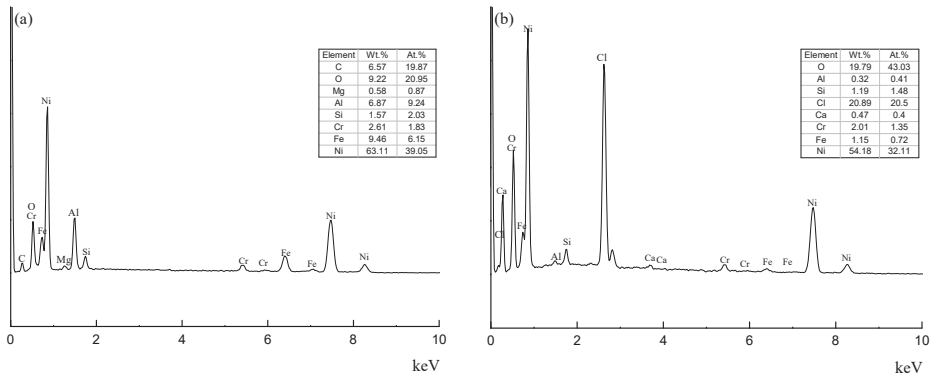 (a)
Element Wt.% At.%
C 6.57 19.87
O 9.22 20.95
Mg 0.58 0.87
Al 6.87 9.24
Si 1.57 2.03
Cr 2.61 1.83
Fe 9.46 6.15
Ni 63.11 39.05
Ni
O
Cr
Al
Fe
C
Mg
Si
Cr
Cr
Fe
Fe
Ni
Ni
0 2 4 6 8 10
keV
(b)
Element Wt.% At.%
O 19.79 43.03
Al 0.32 0.41
Si 1.19 1.48
Cl 20.89 20.5
Ca 0.47 0.4
Cr 2.01 1.35
Fe 1.15 0.72
Ni 54.18 32.11
Ni
Cl
O
Cr
Ca
Fe
Cl
Al
Si
Ca
Ca
Cr
Cr
Fe
Fe
Ni
Ni
0 2 4 6 8 10
keV